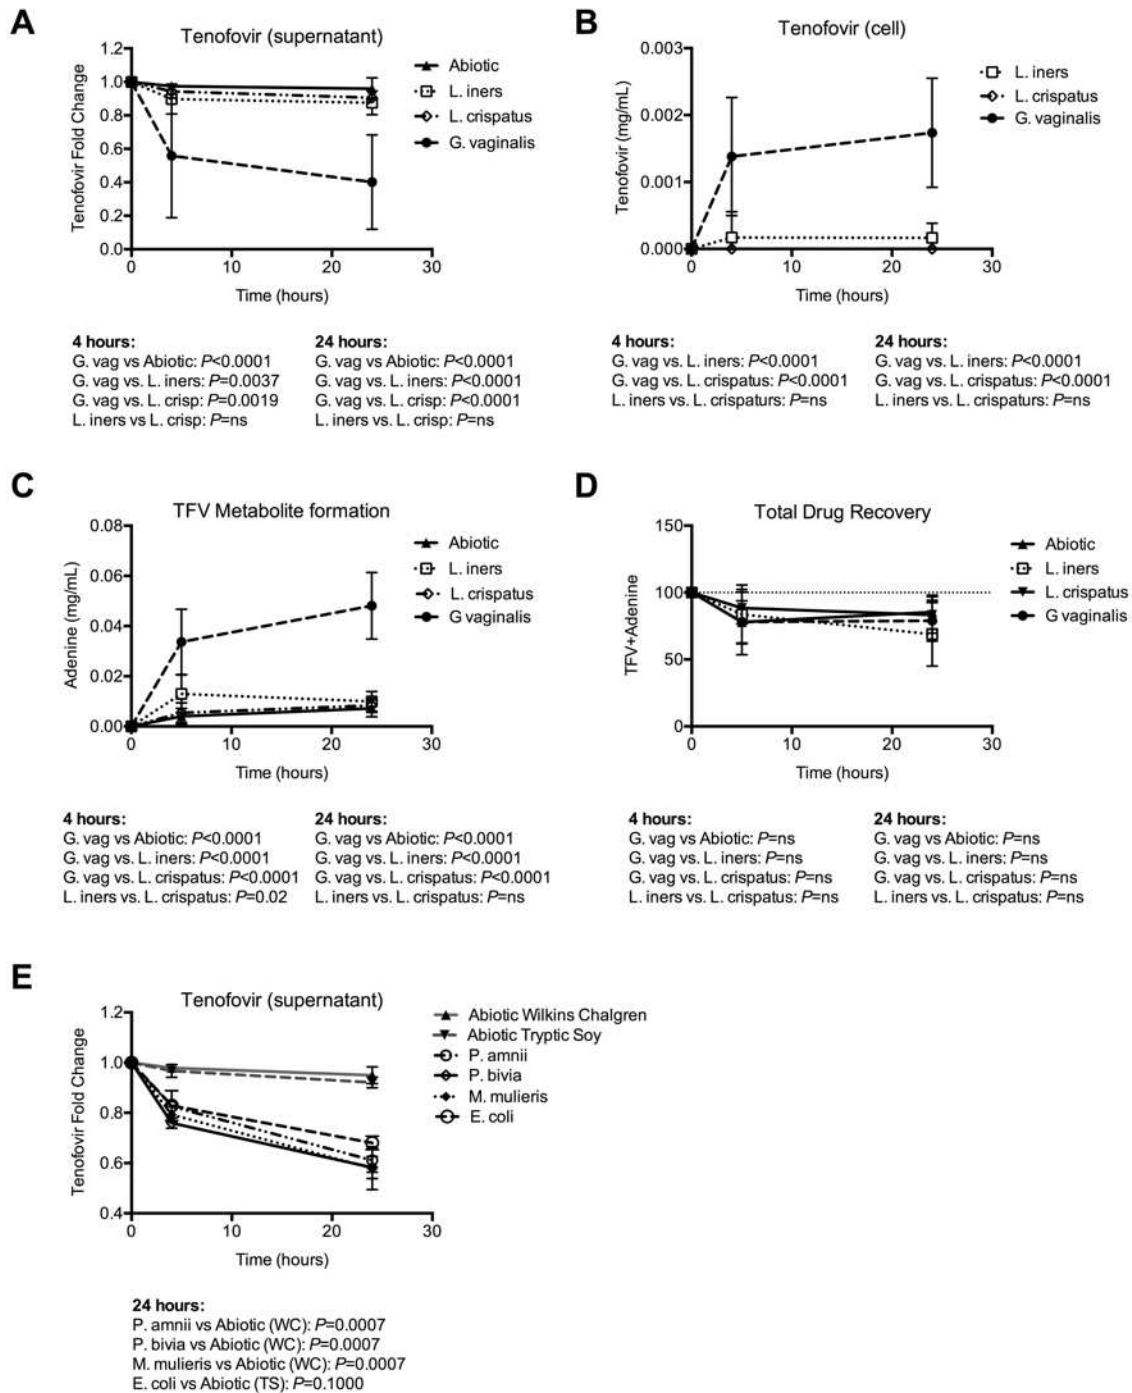 A
Tenofovir (supernatant)
Tenofovir Fold Change
1.2
1.0
0.8
0.6
0.4
0.2
0.0
0 10 20 30
Time (hours)
Abiotic
L. iners
L. crispatus
G. vaginalis
4 hours:
G. vag vs Abiotic: P<0.0001
G. vag vs. L. iners: P=0.0037
G. vag vs. L. crisp: P=0.0019
L. iners vs L. crisp: P=ns
24 hours:
G. vag vs Abiotic: P<0.0001
G. vag vs. L. iners: P<0.0001
G. vag vs. L. crisp: P<0.0001
L. iners vs L. crisp: P=ns
B
Tenofovir (cell)
Tenofovir (mg/mL)
0.003
0.002
0.001
0.000
0 10 20 30
Time (hours)
L. iners
L. crispatus
G. vaginalis
4 hours:
G. vag vs. L. iners: P<0.0001
G. vag vs. L. crispatus: P<0.0001
L. iners vs L. crispaturs: P=ns
24 hours:
G. vag vs. L. iners: P<0.0001
G. vag vs. L. crispatus: P<0.0001
L. iners vs. L. crispaturs: P=ns
C
TFV Metabolite formation
Adenine (mg/mL)
0.08
0.06
0.04
0.02
0.00
0 10 20 30
Time (hours)
Abiotic
L. iners
L. crispatus
G vaginalis
4 hours:
G. vag vs Abiotic: P<0.0001
G. vag vs. L. iners: P<0.0001
G. vag vs. L. crispatus: P<0.0001
L. iners vs. L. crispatus: P=0.02
24 hours:
G. vag vs Abiotic: P<0.0001
G. vag vs. L. iners: P<0.0001
G. vag vs. L. crispatus: P<0.0001
L. iners vs. L. crispatus: P=ns
D
Total Drug Recovery
TFV+Adenine
150
100
50
0
0 10 20 30
Time (hours)
Abiotic
L. iners
L. crispatus
G vaginalis
4 hours:
G. vag vs Abiotic: P=ns
G. vag vs. L. iners: P=ns
G. vag vs. L. crispatus: P=ns
L. iners vs. L. crispatus: P=ns
24 hours:
G. vag vs Abiotic: P=ns
G. vag vs. L. iners: P=ns
G. vag vs. L. crispatus: P=ns
L. iners vs. L. crispatus: P=ns
E
Tenofovir (supernatant)
Tenofovir Fold Change
1.2
1.0
0.8
0.6
0.4
0 10 20 30
Time (hours)
Abiotic Wilkins Chalgren
Abiotic Tryptic Soy
P. amnii
P. bivia
M. mulieris
E. coli
24 hours:
P. amnii vs Abiotic (WC): P=0.0007
P. bivia vs Abiotic (WC): P=0.0007
M. mulieris vs Abiotic (WC): P=0.0007
E. coli vs Abiotic (TS): P=0.1000